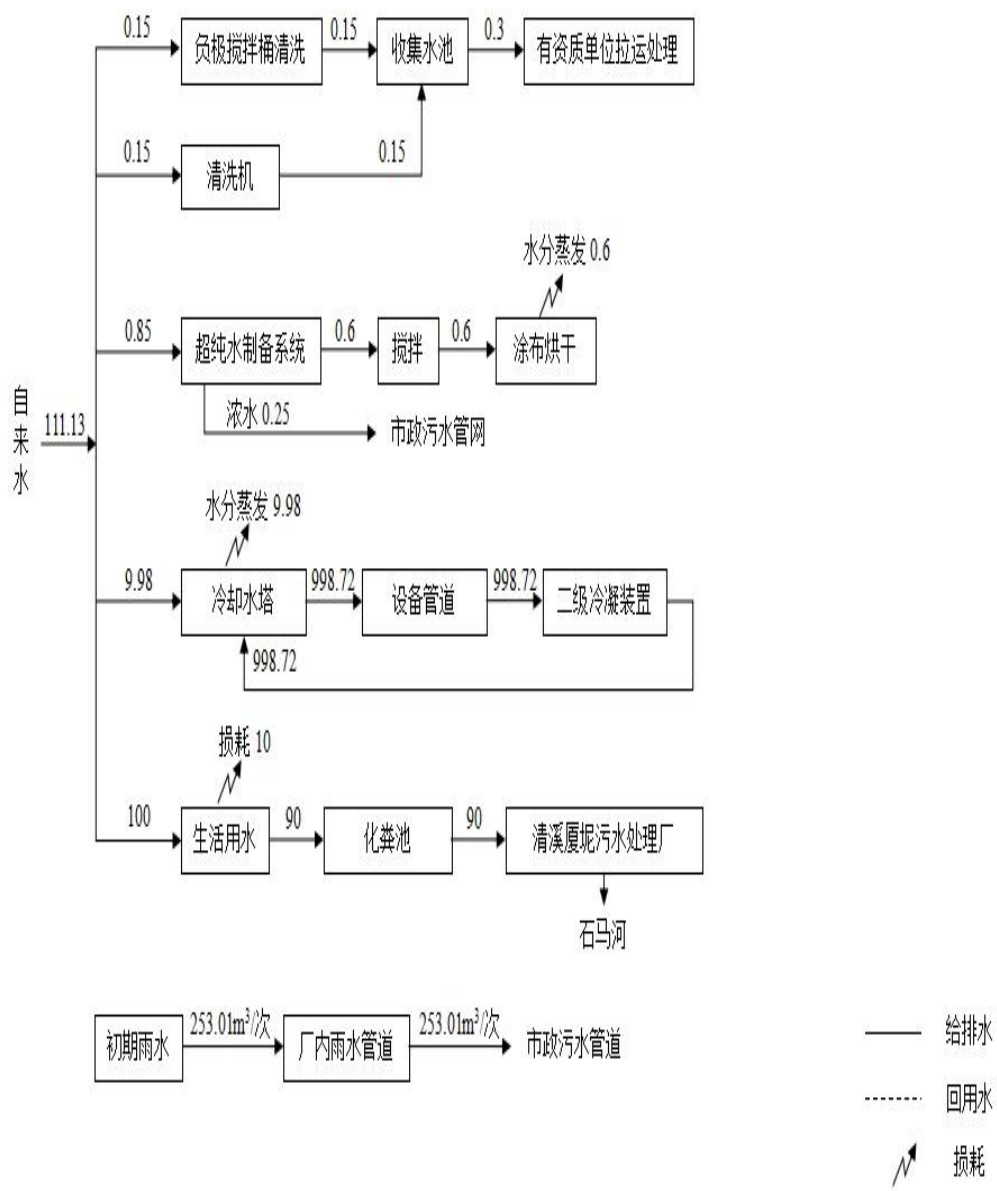 0.15
负极搅拌桶清洗
0.15
收集水池
0.3
有资质单位拉运处理
0.15
清洗机
0.15
水分蒸发 0.6
0.85
超纯水制备系统
0.6
搅拌
0.6
涂布烘干
浓水 0.25
市政污水管网
自来水
111.13
水分蒸发 9.98
9.98
冷却水塔
998.72
设备管道
998.72
二级冷凝装置
998.72
损耗 10
100
生活用水
90
化粪池
90
清溪厦坭污水处理厂
石马河
初期雨水
253.01m³/次
厂内雨水管道
253.01m³/次
市政污水管道
给排水
回用水
损耗